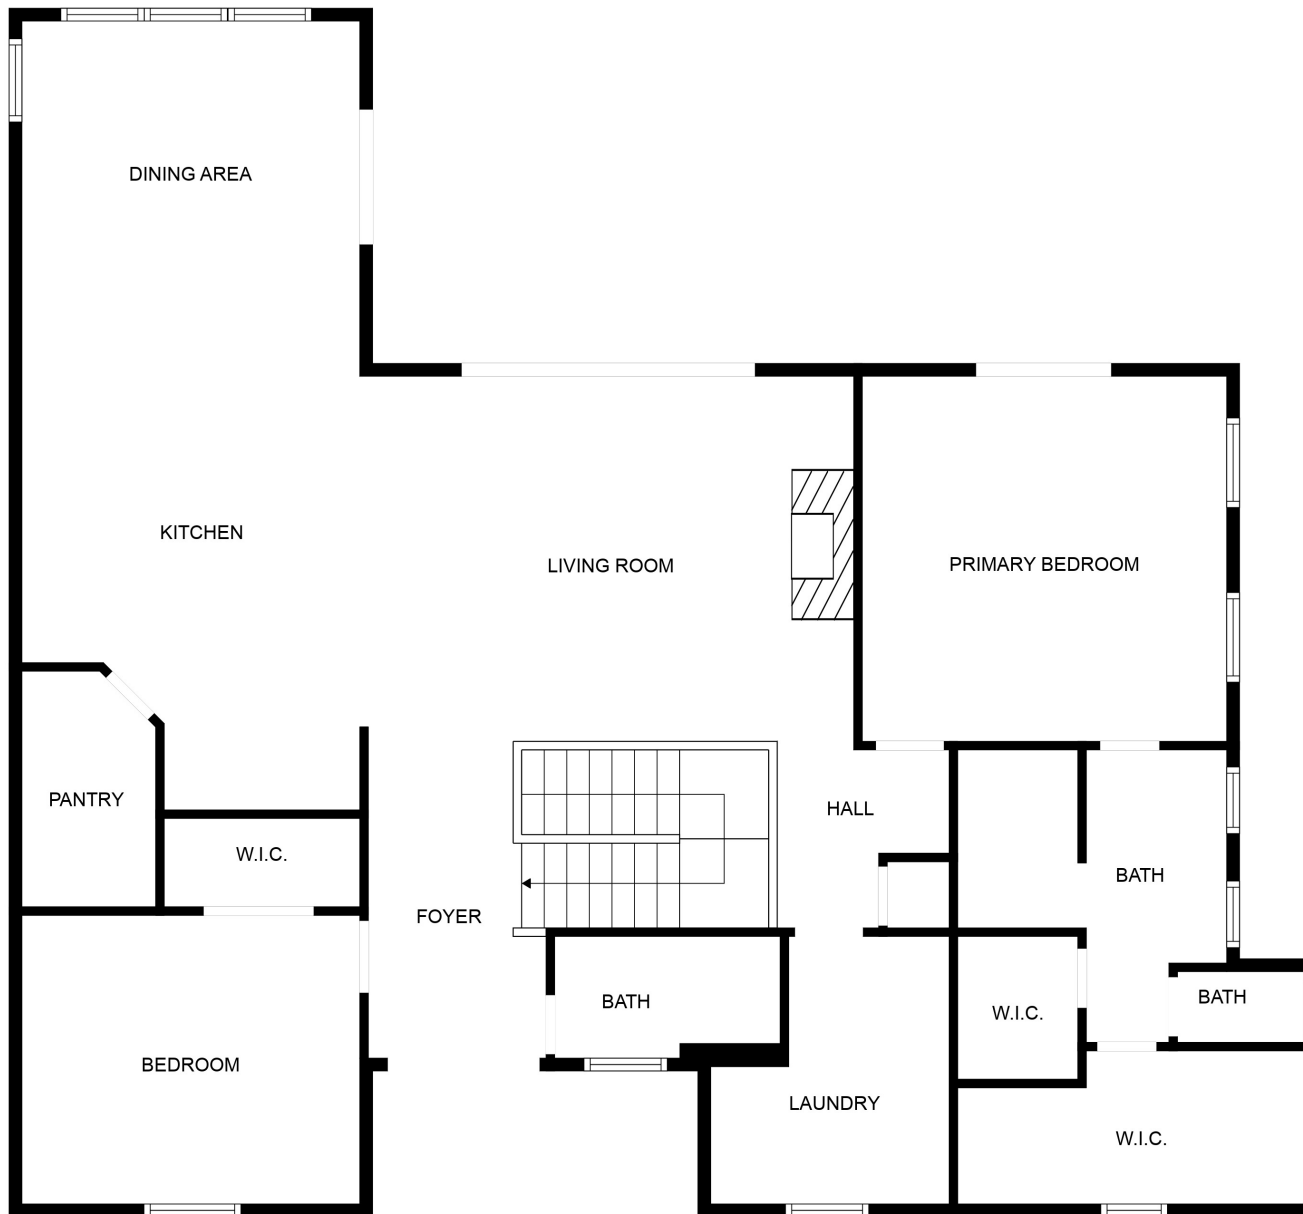 DINING AREA
KITCHEN
LIVING ROOM
PRIMARY BEDROOM
PANTRY
HALL
W.I.C.
BATH
FOYER
BATH
BATH
W.I.C.
BEDROOM
LAUNDRY
W.I.C.